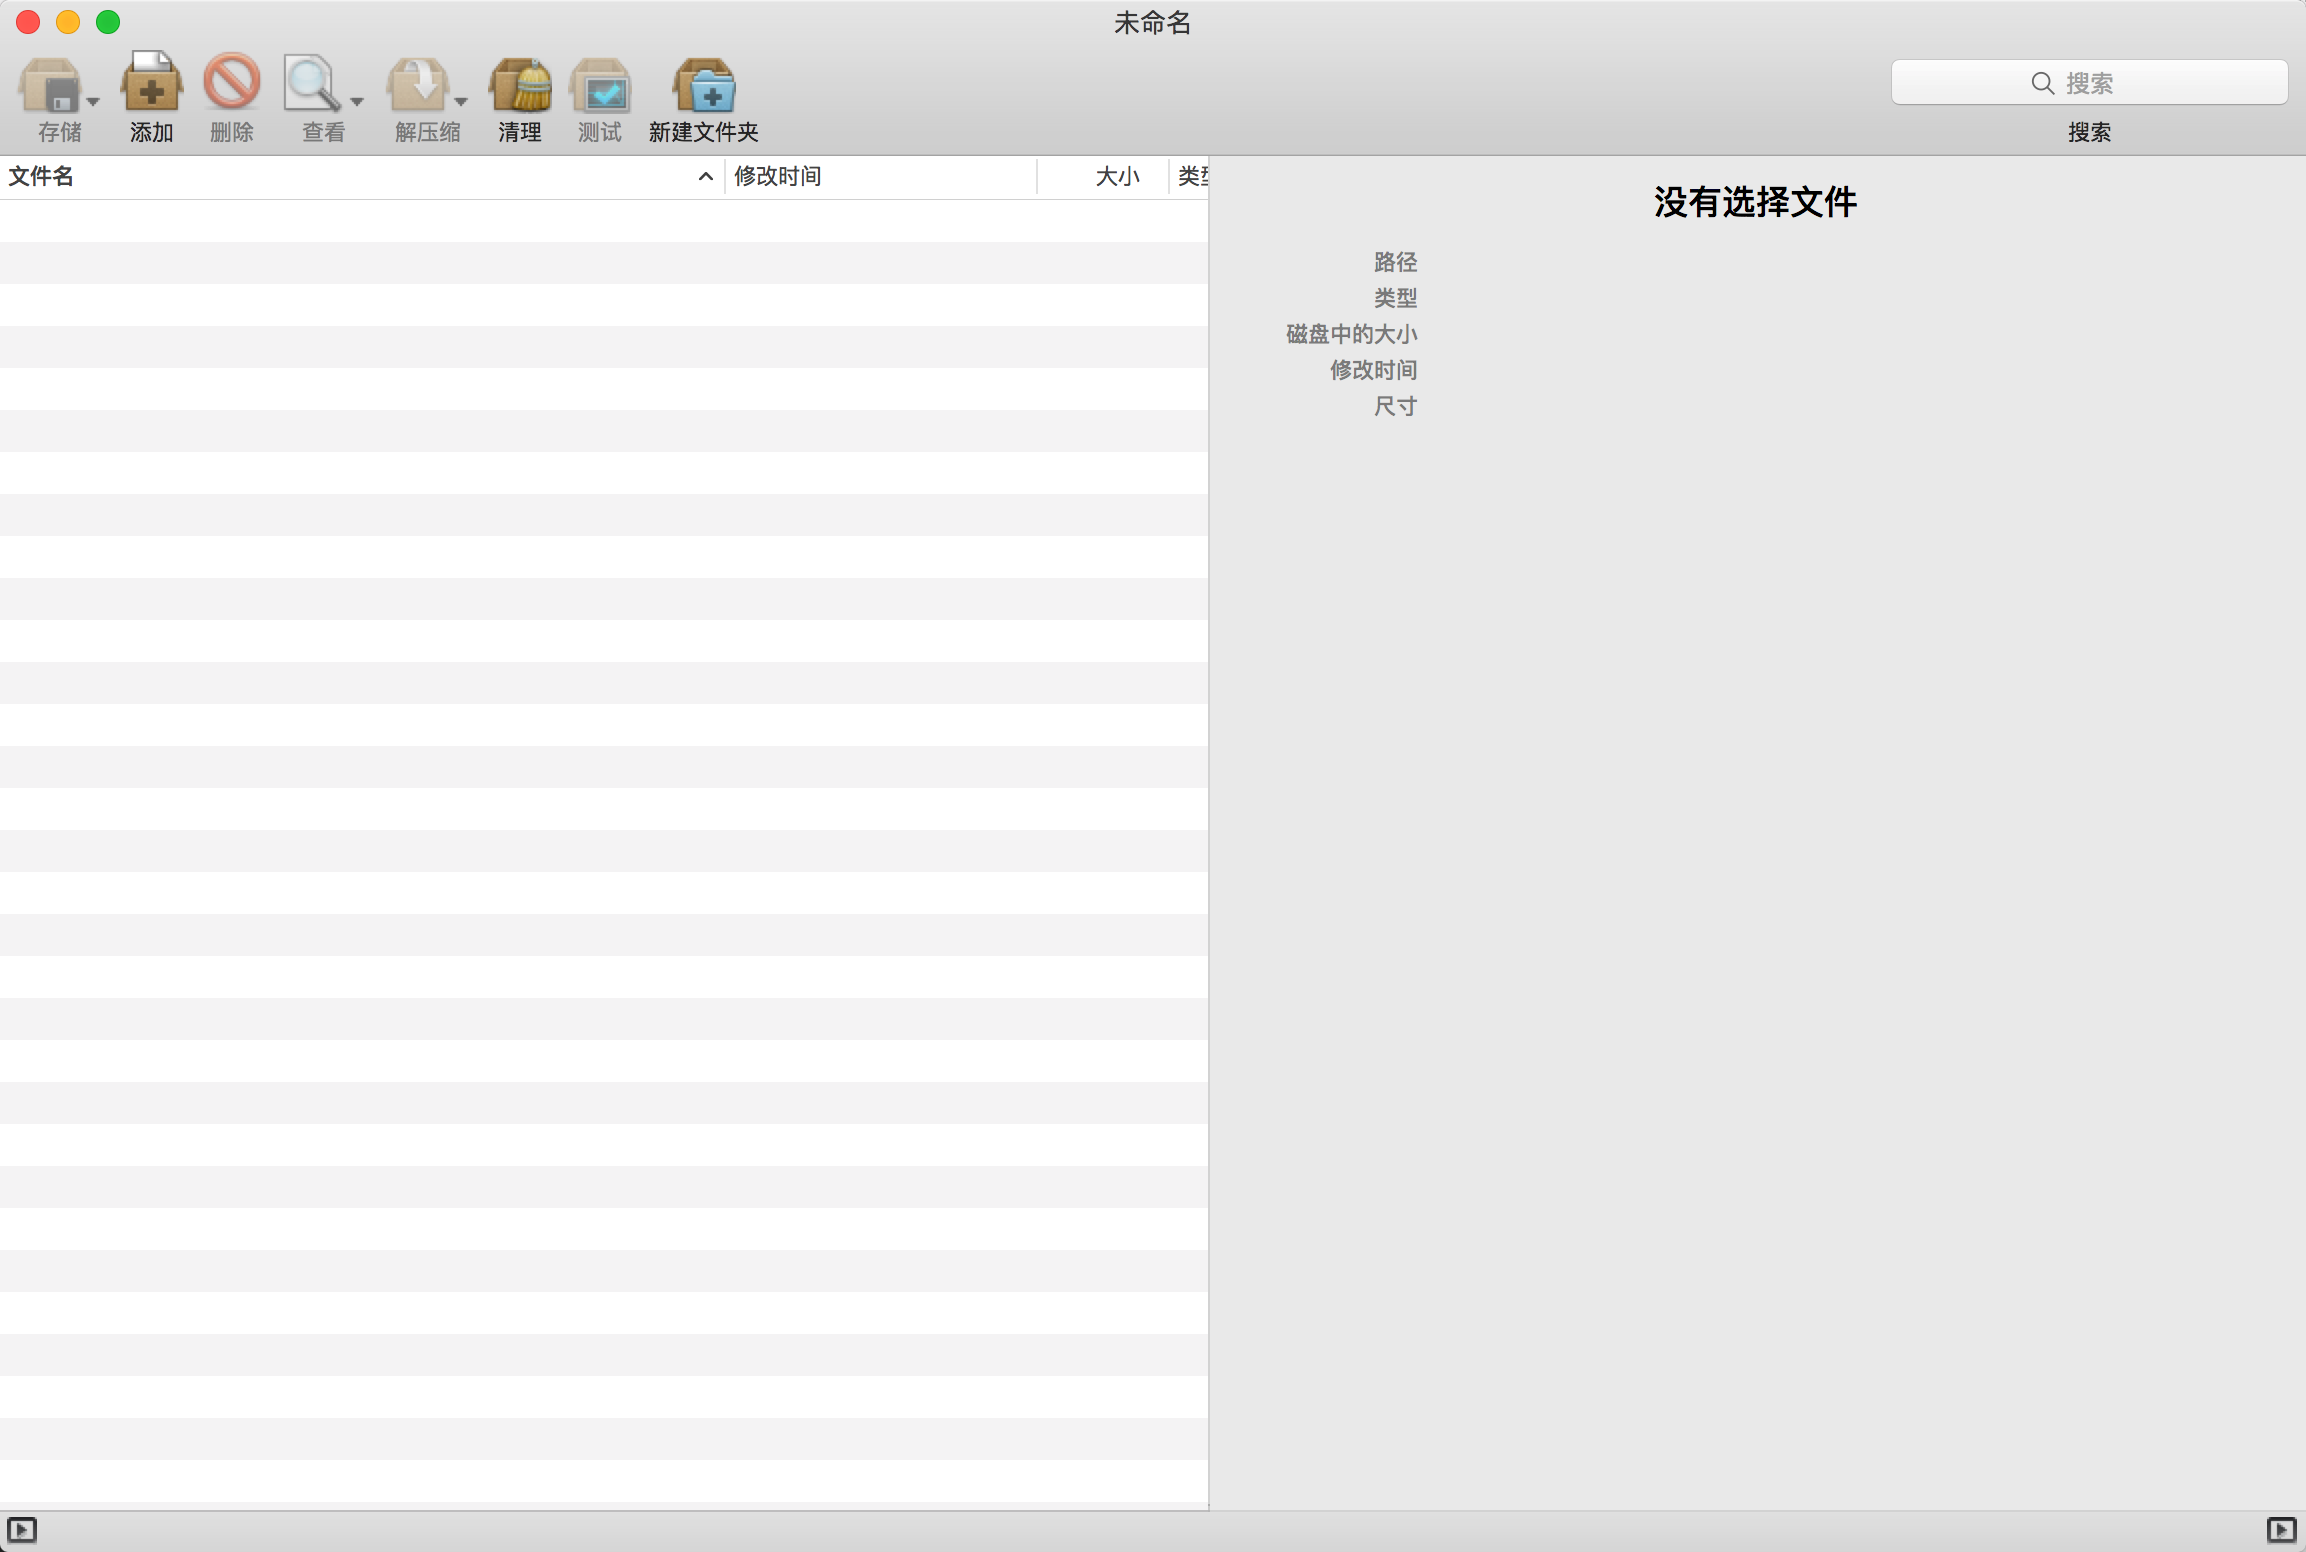 未命名
存储 添加 删除 查看 解压缩 清理 测试 新建文件夹
搜索
搜索
文件名 修改时间 大小
没有选择文件
路径
类型
磁盘中的大小
修改时间
尺寸